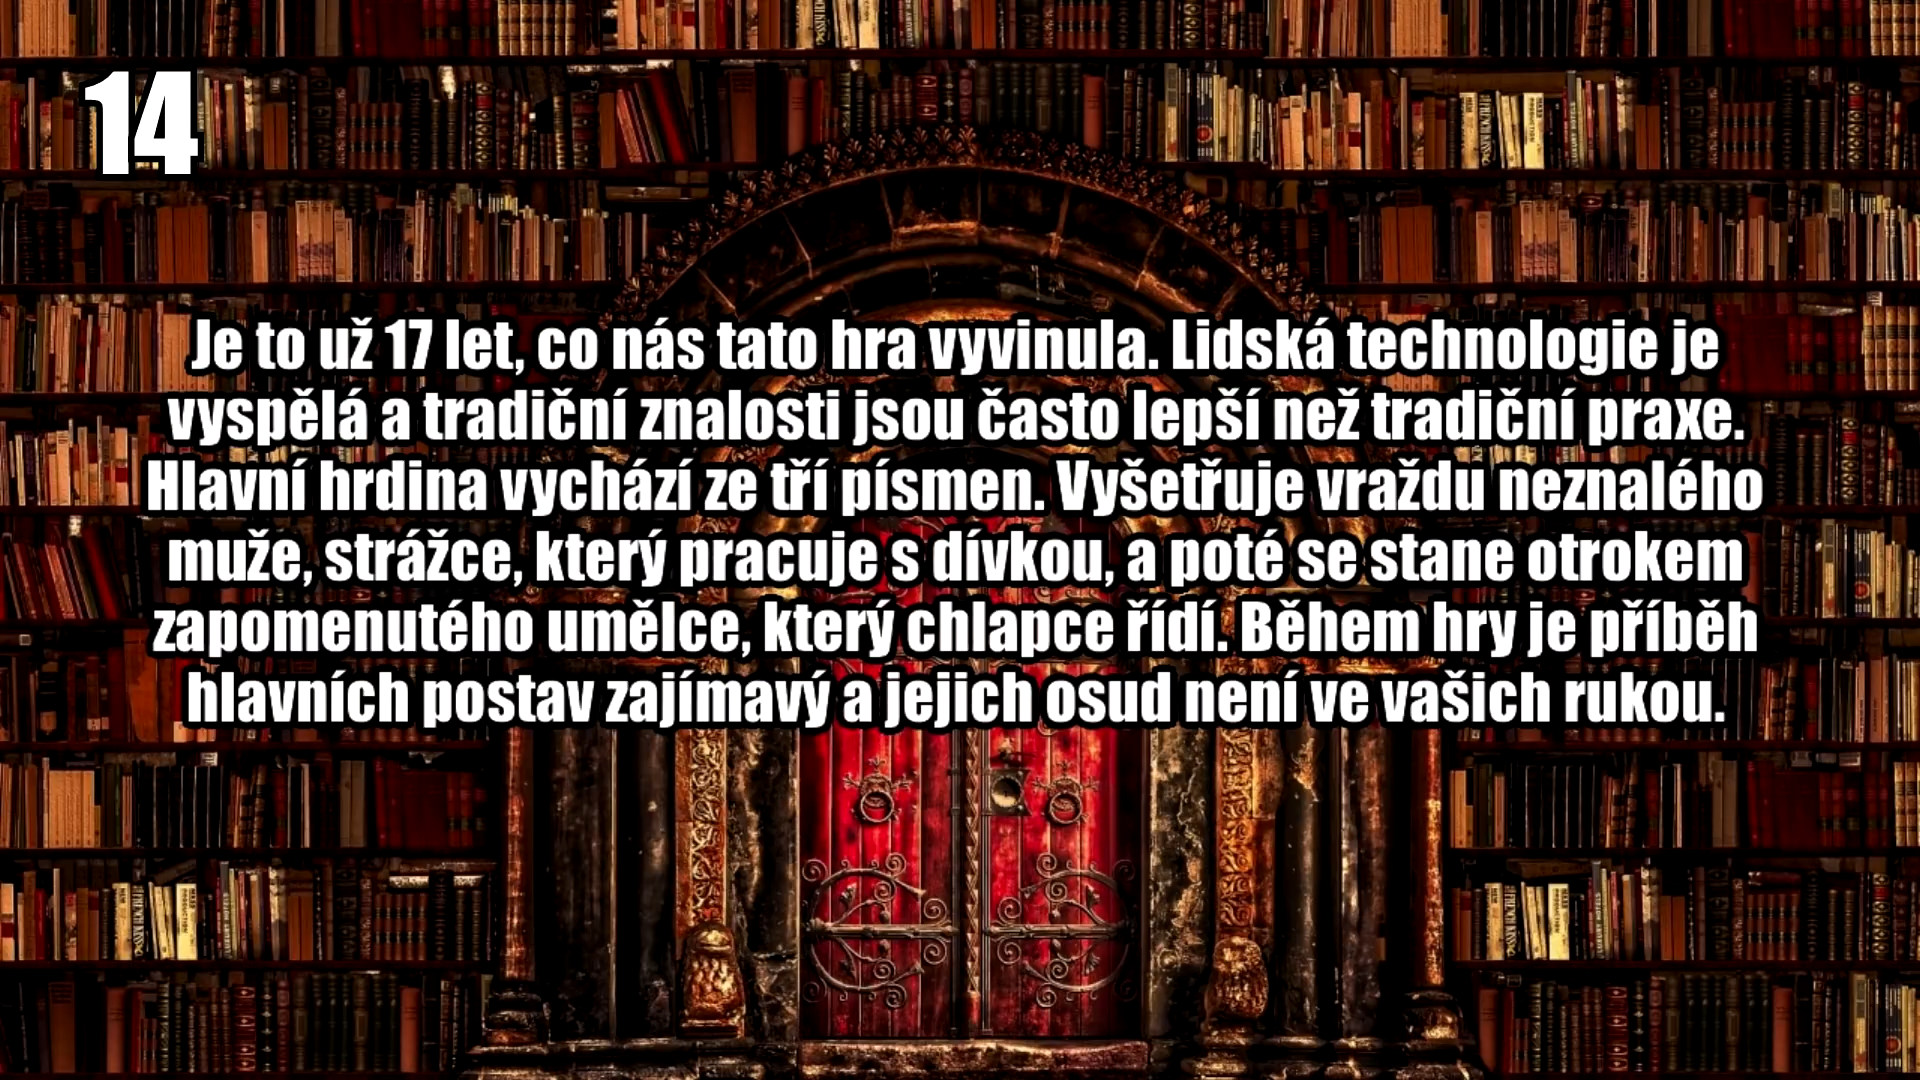 14
Je to už 17 let, co nás tato hra vyvinula. Lidská technologie je
vyspělá a tradiční znalosti jsou často lepší než tradiční praxe.
Hlavní hrdina vychází ze tří písmen. Vyšetřuje vraždu neznalého
muže, strážce, který pracuje s dívkou, a poté se stane otrokem
zapomenutého umělce, který chlapce řídí. Během hry je příběh
hlavních postav zajímavý a jejich osud není ve vašich rukou.